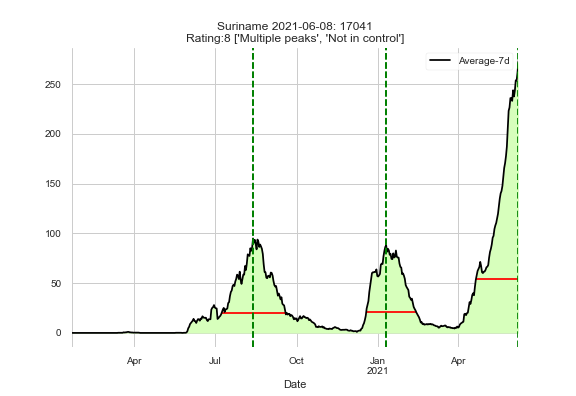 Suriname 2021-06-08: 17041
Rating:8 ['Multiple peaks', 'Not in control']
Average-7d
250
200
150
100
50
0
Apr
Jul
Oct
Jan
2021
Apr
Date